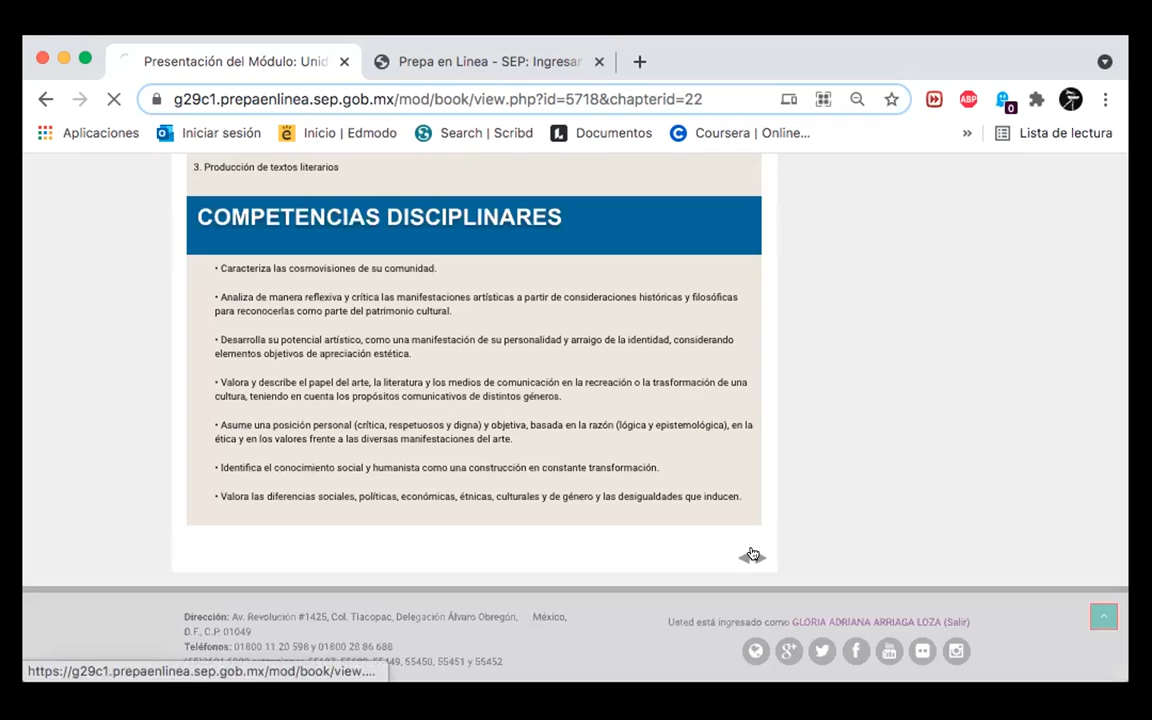 Presentación del Módulo: Unid
Prepa en Linea - SEP: Ingresar
g29c1.prepaenlinea.sep.gob.mx/mod/book/view.php?id=5718&chapterid=22
ABP
0
Aplicaciones
Iniciar sesión
Inicio | Edmodo
Search | Scribd
Documentos
Coursera | Online...
»
Lista de lectura
3. Producción de textos literarios
COMPETENCIAS DISCIPLINARES
• Caracteriza las cosmovisiones de su comunidad.
• Analiza de manera reflexiva y crítica las manifestaciones artísticas a partir de consideraciones históricas y filosóficas
para reconocerlas como parte del patrimonio cultural.
• Desarrolla su potencial artístico, como una manifestación de su personalidad y arraigo de la identidad, considerando
elementos objetivos de apreciación estética.
• Valora y describe el papel del arte, la literatura y los medios de comunicación en la recreación o la trasformación de una
cultura, teniendo en cuenta los propósitos comunicativos de distintos géneros.
• Asume una posición personal (crítica, respetuosos y digna) y objetiva, basada en la razón (lógica y epistemológica), en la
ética y en los valores frente a las diversas manifestaciones del arte.
• Identifica el conocimiento social y humanista como una construcción en constante transformación.
• Valora las diferencias sociales, políticas, económicas, étnicas, culturales y de género y las desigualdades que inducen.
Dirección: Av. Revolución #1425, Col. Tlacopac, Delegación Álvaro Obregón, México,
D.F., C.P. 01049
Teléfonos: 01800 11 20 598 y 01800 28 86 688
55450, 55451 y 55452
Usted está ingresado como GLORIA ADRIANA ARRIAGA LOZA (Salir)
https://g29c1.prepaenlinea.sep.gob.mx/mod/book/view....